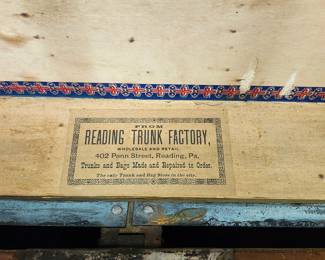 FROM
READING TRUNK FACTORY,
WHOLESALE AND RETAIL
402 Penn Street, Reading, Pa.
Trunks and Bags Made and Repaired to Order.
The only Trunk and Bag Store in the city.